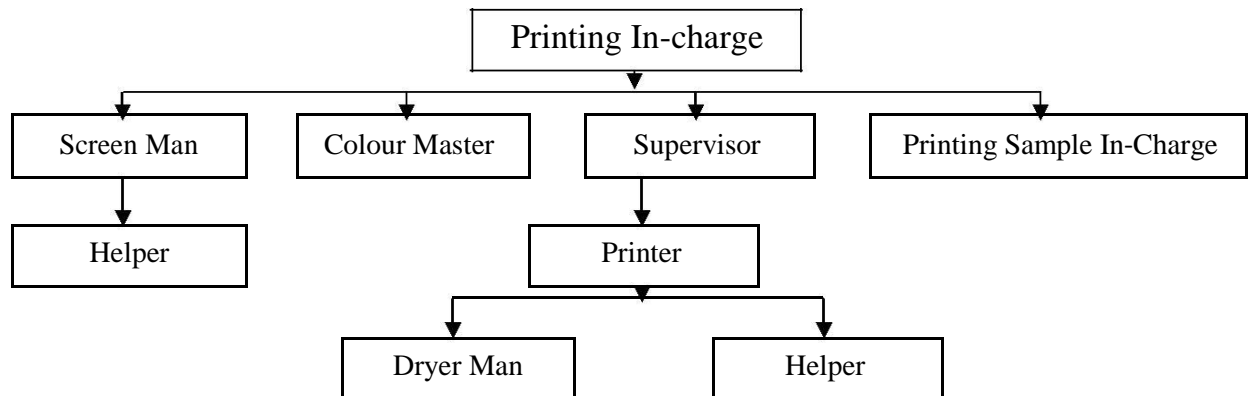 Printing In-charge
Screen Man
Colour Master
Supervisor
Printing Sample In-Charge
Helper
Printer
Dryer Man
Helper